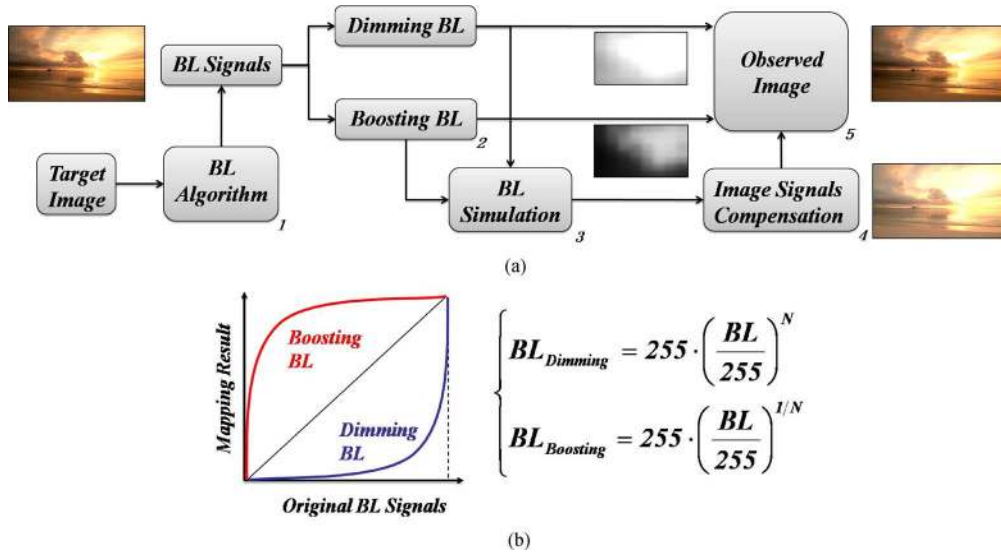 Dimming BL
BL Signals
Observed
Image
Boosting BL
2
5
Target
Image
BL
Algorithm
1
BL
Simulation
3
Image Signals
Compensation
4
(a)
Mapping Result
Boosting
BL
Dimming
BL
Original BL Signals
BL_Dimming = 255 · (BL/255)^N
BL_Boosting = 255 · (BL/255)^1/N
(b)